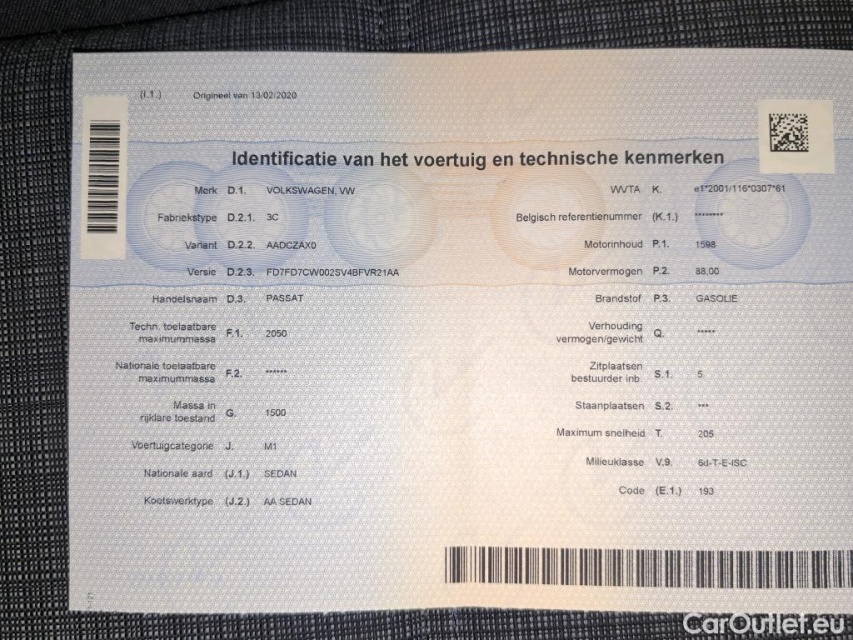 (I.1.) Origineel van 13/02/2020
Identificatie van het voertuig en technische kenmerken
Merk D.1. VOLKSWAGEN, VW
WVTA K. e1*2001/116*0307*61
Fabriekstype D.2.1. 3C
Belgisch referentienummer (K.1.) ********
Variant D.2.2. AADCZAX0
Motorinhoud P.1. 1598
Versie D.2.3. FD7FD7CW002SV4BFVR21AA
Motorvermogen P.2. 88,00
Handelsnaam D.3. PASSAT
Brandstof P.3. GASOLIE
Techn. toelaatbare
maximummassa F.1. 2050
Verhouding
vermogen/gewicht Q. *****
Nationale toelaatbare
maximummassa F.2. ******
Zitplaatsen
bestuurder inb. S.1. 5
Massa in
rijklare toestand G. 1500
Staanplaatsen S.2. ***
Maximum snelheid T. 205
Voertuigcategorie J. M1
Milieuklasse V.9. 6d-T-E-ISC
Nationale aard (J.1.) SEDAN
Code (E.1.) 193
Koetswerktype (J.2.) AA SEDAN
CarOutlet.eu